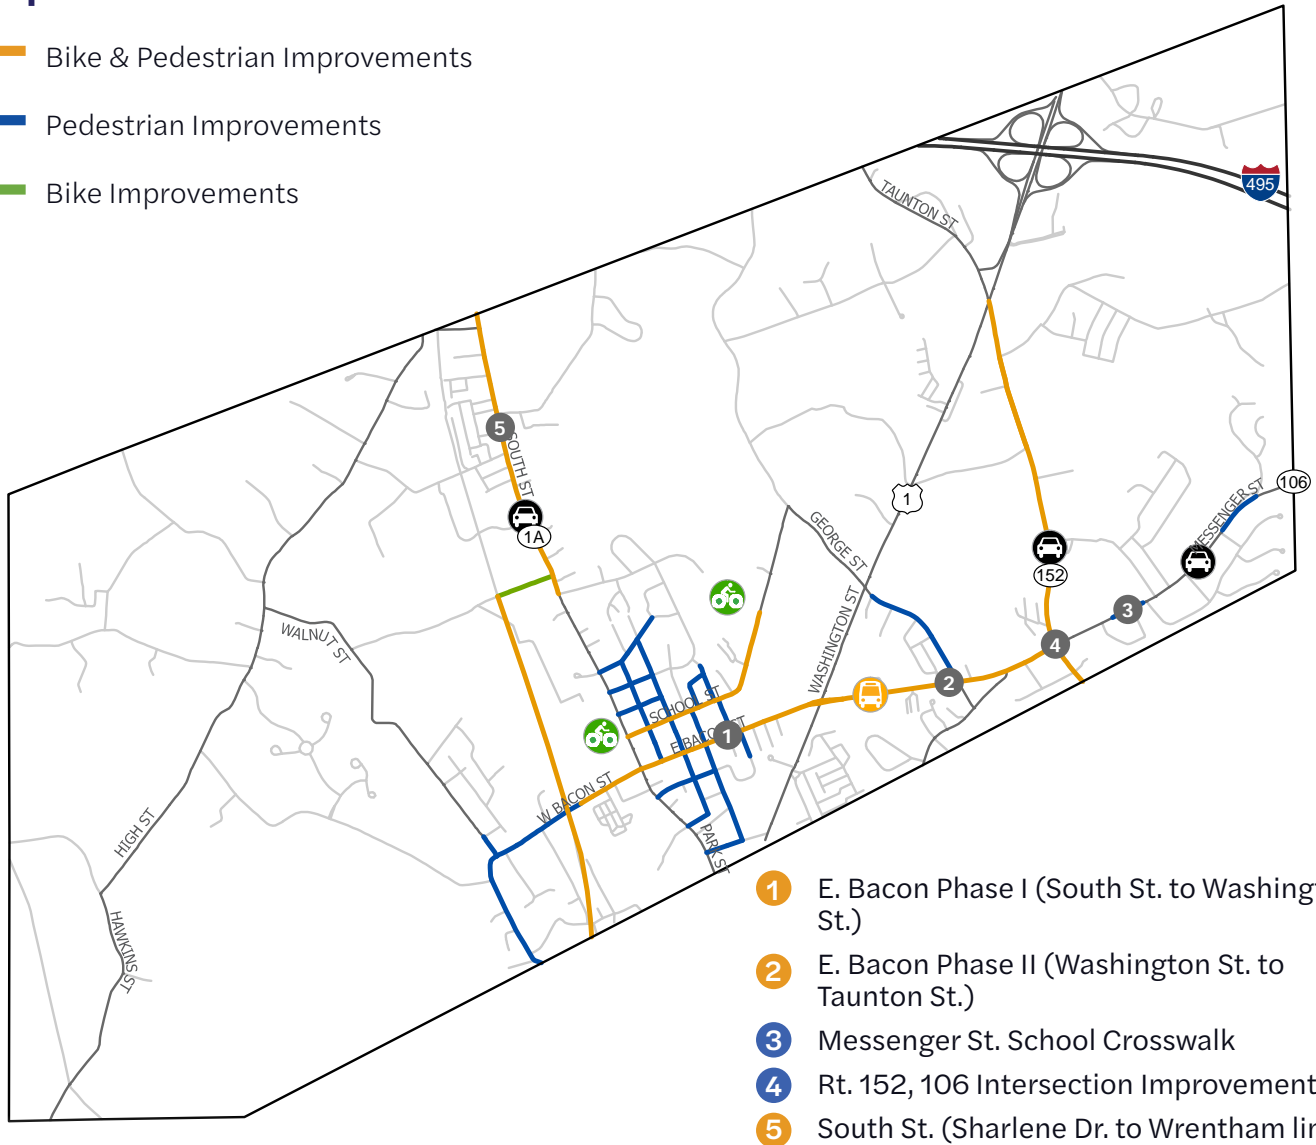 Bike & Pedestrian Improvements
Pedestrian Improvements
Bike Improvements
495
TAUNTON ST
5
SOUTH ST
1A
1
106
MESSENGER ST
GEORGE ST
152
3
WALNUT ST
WASHINGTON ST
4
2
SCHOOL ST
E BACON ST
1
W BACON ST
HIGH ST
PARK ST
HAWKINS ST
1 E. Bacon Phase I (South St. to
St.)
2 E. Bacon Phase II (Washington St. to
Taunton St.)
3 Messenger St. School Crosswalk
4 Rt. 152, 106 Intersection Improvement
5 South St. (Sharlene Dr. to Wrentham